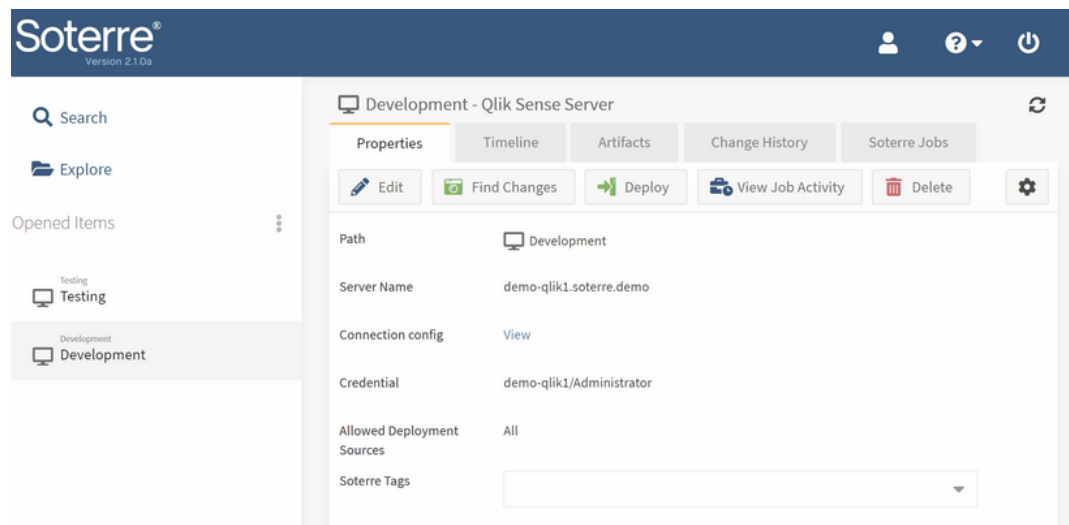 Soterre®
Version 2.1.0a
Search
Explore
Opened Items
Testing
Testing
Development
Development
Development - Qlik Sense Server
Properties Timeline Artifacts Change History Soterre Jobs
Edit Find Changes Deploy View Job Activity Delete
Path Development
Server Name demo-qlik1.soterre.demo
Connection config View
Credential demo-qlik1/Administrator
Allowed Deployment All
Sources
Soterre Tags